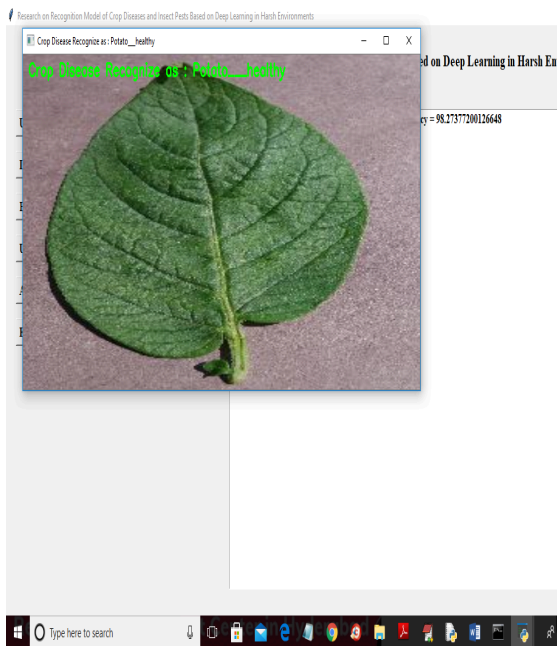 Research on Recognition Model of Crop Diseases and Insect Pests Based on Deep Learning in Harsh Environments
Crop Disease Recognize as : Potato__healthy
Crop Disease Recognize as : Potato___healthy
ed on Deep Learning in Harsh En
cy = 98.27377200126648
Type here to search